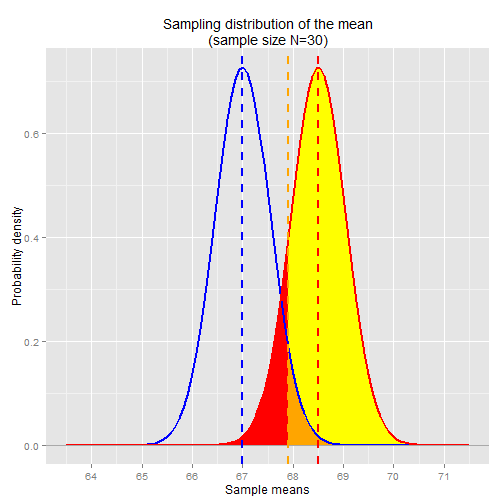 Sampling distribution of the mean
(sample size N=30)
Probability density
0.6
0.4
0.2
0.0
64 65 66 67 68 69 70 71
Sample means